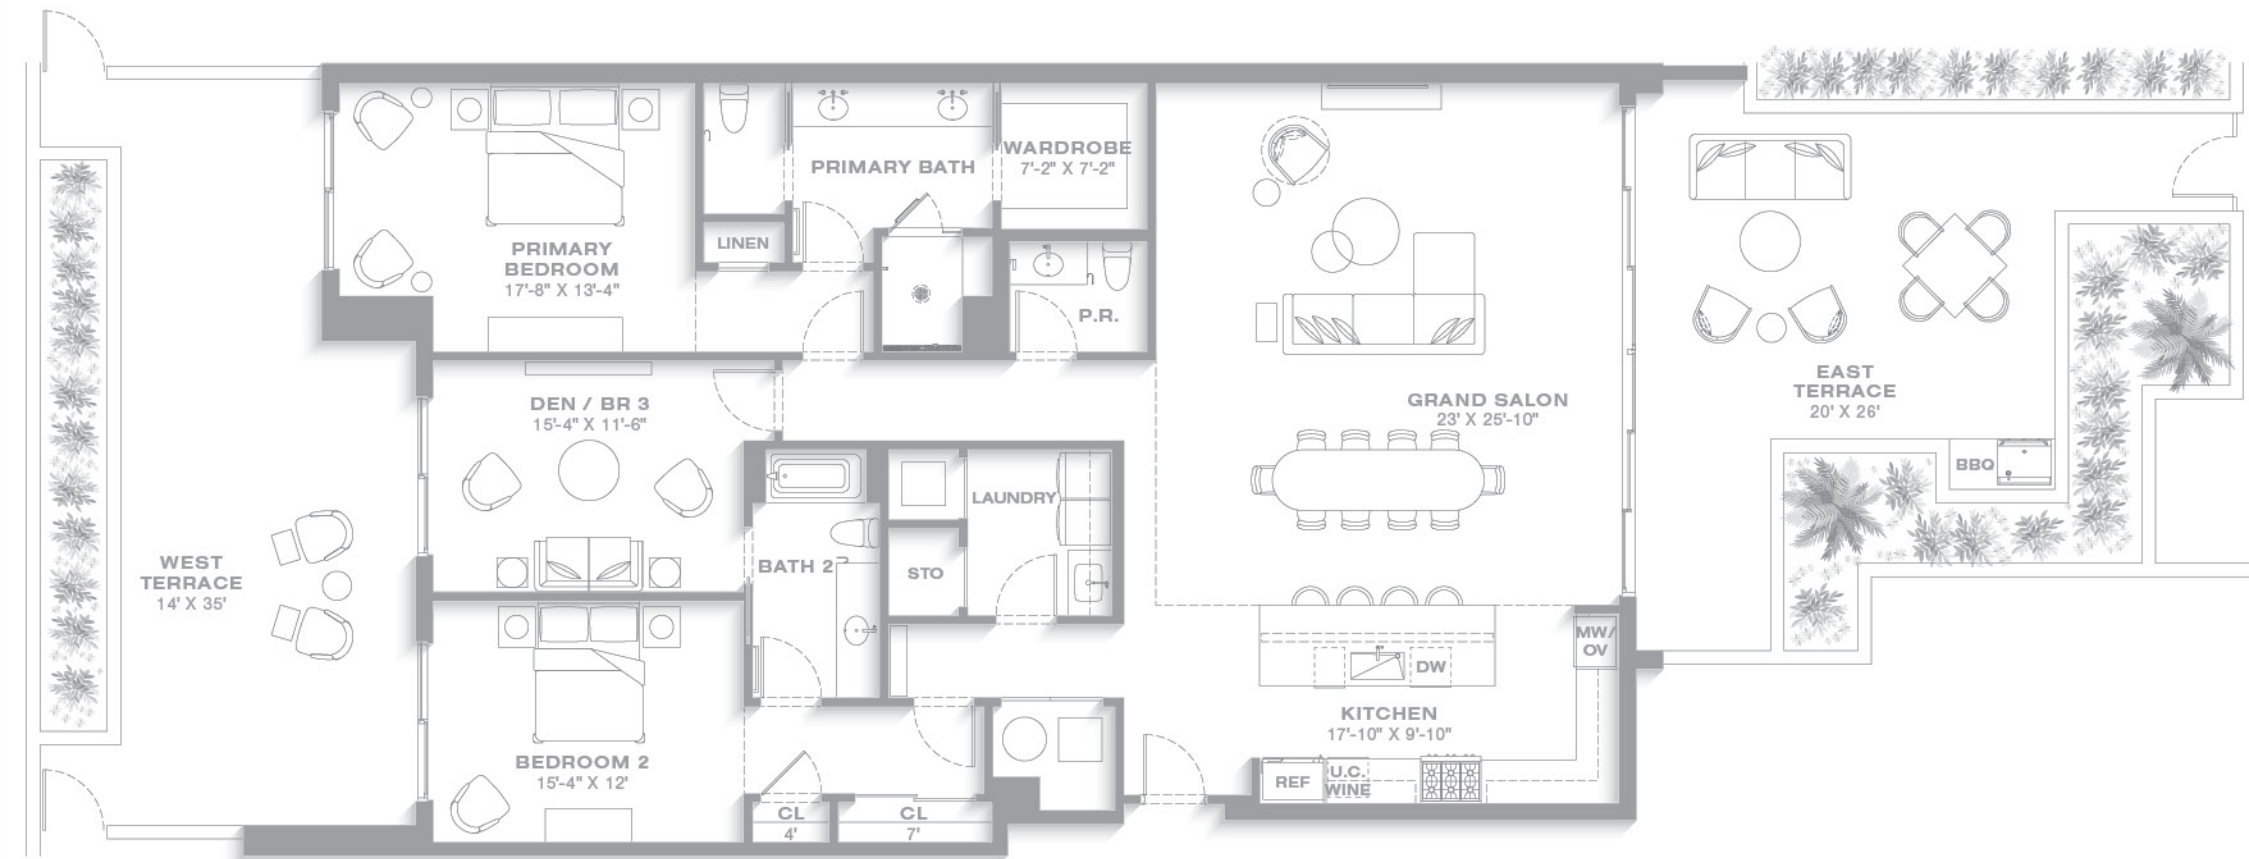 WARDROBE
7'-2" X 7'-2"
PRIMARY BATH
LINEN
PRIMARY
BEDROOM
17'-8" X 13'-4"
P.R.
DEN / BR 3
15'-4" X 11'-6"
GRAND SALON
23' X 25'-10"
EAST
TERRACE
20' X 26'
BBQ
LAUNDRY
WEST
TERRACE
14' X 35'
BATH 2
STO
MW/
OV
DW
KITCHEN
17'-10" X 9'-10"
BEDROOM 2
15'-4" X 12'
REF
U.C.
WINE
CL
4'
CL
7'